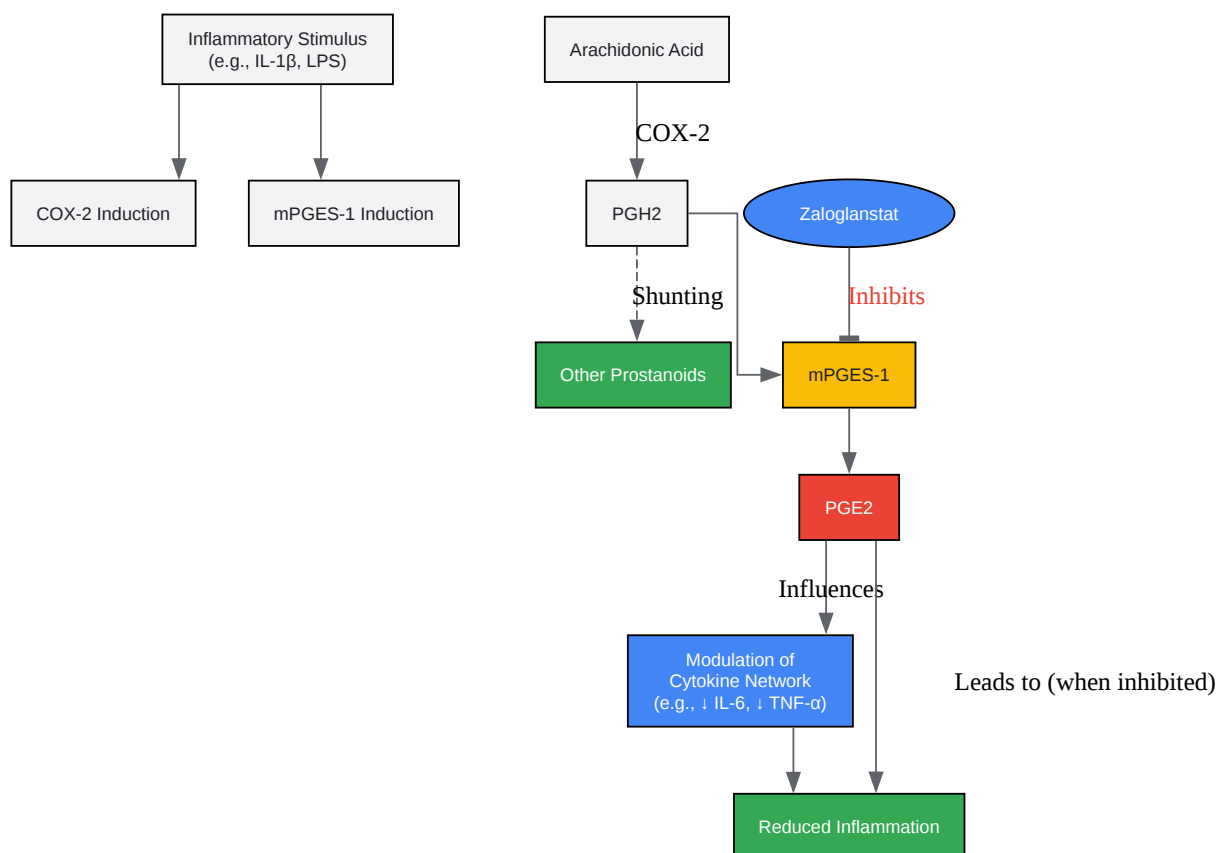 Inflammatory Stimulus
(e.g., IL-1β, LPS)
Arachidonic Acid
COX-2
COX-2 Induction
mPGES-1 Induction
PGH2
Zaloglanstat
Shunting
Inhibits
Other Prostanoids
mPGES-1
PGE2
Influences
Modulation of
Cytokine Network
(e.g., ↓ IL-6, ↓ TNF-α)
Leads to (when inhibited)
Reduced Inflammation